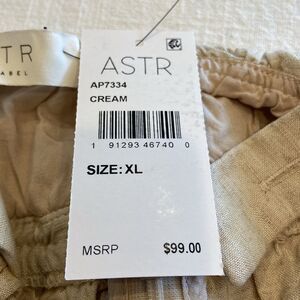 STR
ABEL
ASTR
AP7334
CREAM
1 91293 46740 0
SIZE: XL
MSRP $99.00